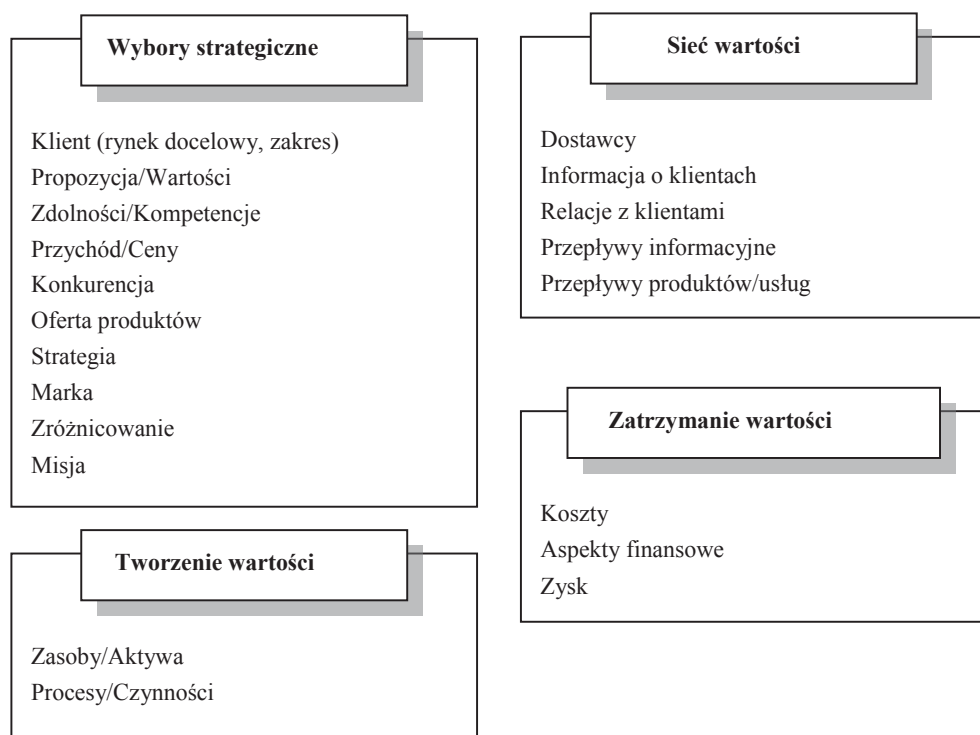 Wybory strategiczne
Klient (rynek docelowy, zakres)
Propozycja/Wartości
Zdolności/Kompetencje
Przychód/Ceny
Konkurencja
Oferta produktów
Strategia
Marka
Zróżnicowanie
Misja
Tworzenie wartości
Zasoby/Aktywa
Procesy/Czynności
Sieć wartości
Dostawcy
Informacja o klientach
Relacje z klientami
Przepływy informacyjne
Przepływy produktów/usług
Zatrzymanie wartości
Koszty
Aspekty finansowe
Zysk